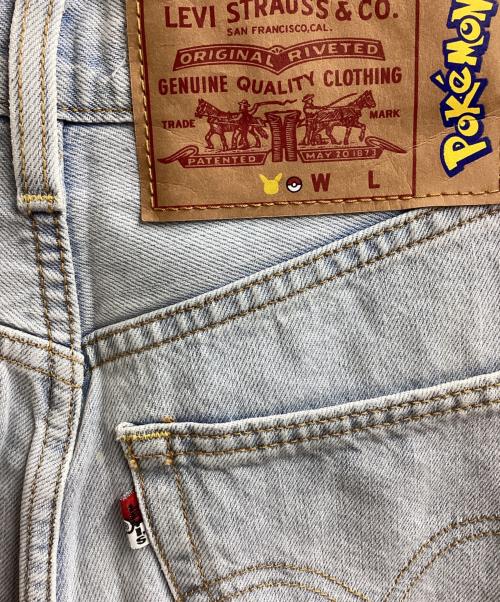 LEVI STRAUSS & CO.
SAN FRANCISCO,CAL.
ORIGINAL RIVETED
GENUINE QUALITY CLOTHING
TRADE MARK
PATENTED MAY 20 1873
W L
POKéMON